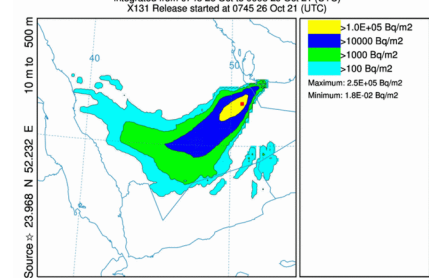 X131 Release started at 0745 26 Oct 21 (UTC)
>1.0E+05 Bq/m2
>10000 Bq/m2
>1000 Bq/m2
>100 Bq/m2
Maximum: 2.5E+05 Bq/m2
Minimum: 1.8E-02 Bq/m2
40
50
Source ☆ 23.968 N 52.232 E
10 m to 500 m